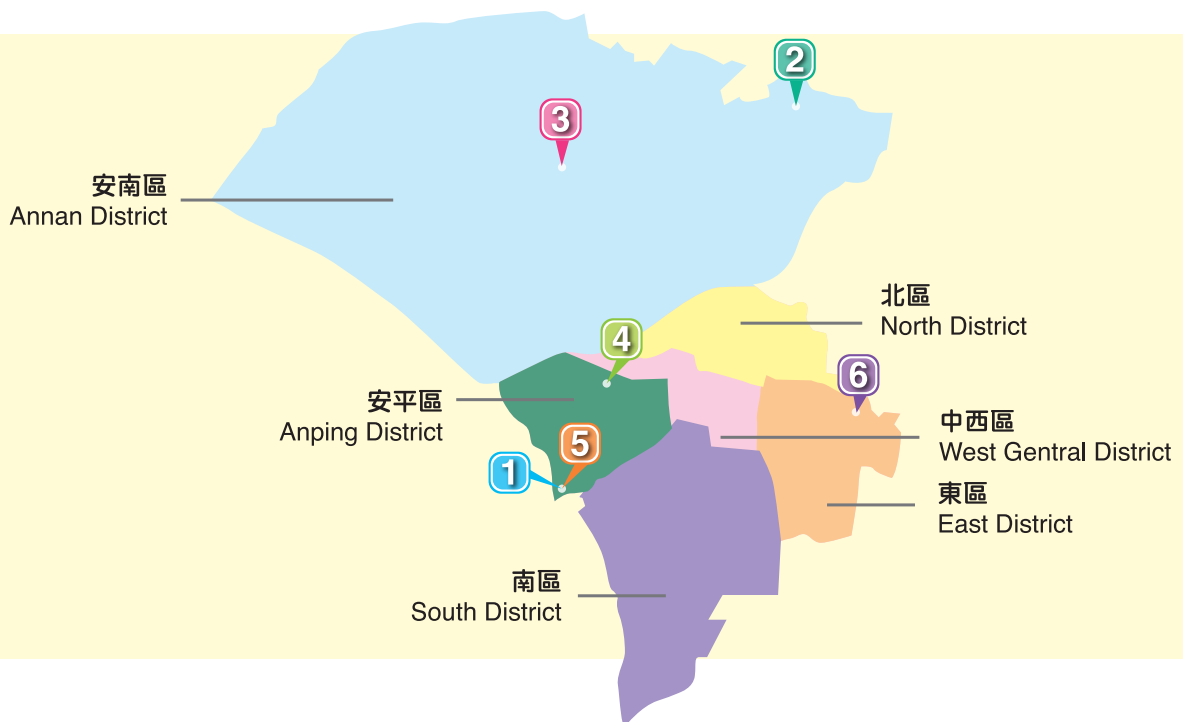 2
3
安南區
Annan District
北區
North District
4
6
安平區
Anping District
中西區
West Gentral District
5
1
東區
East District
南區
South District